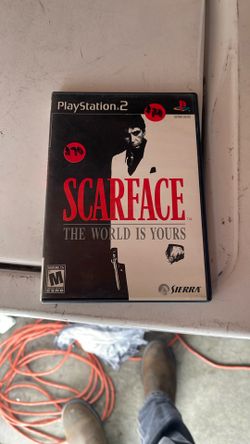 PlayStation 2
SCARFACE
THE WORLD IS YOURS
M
SIERRA